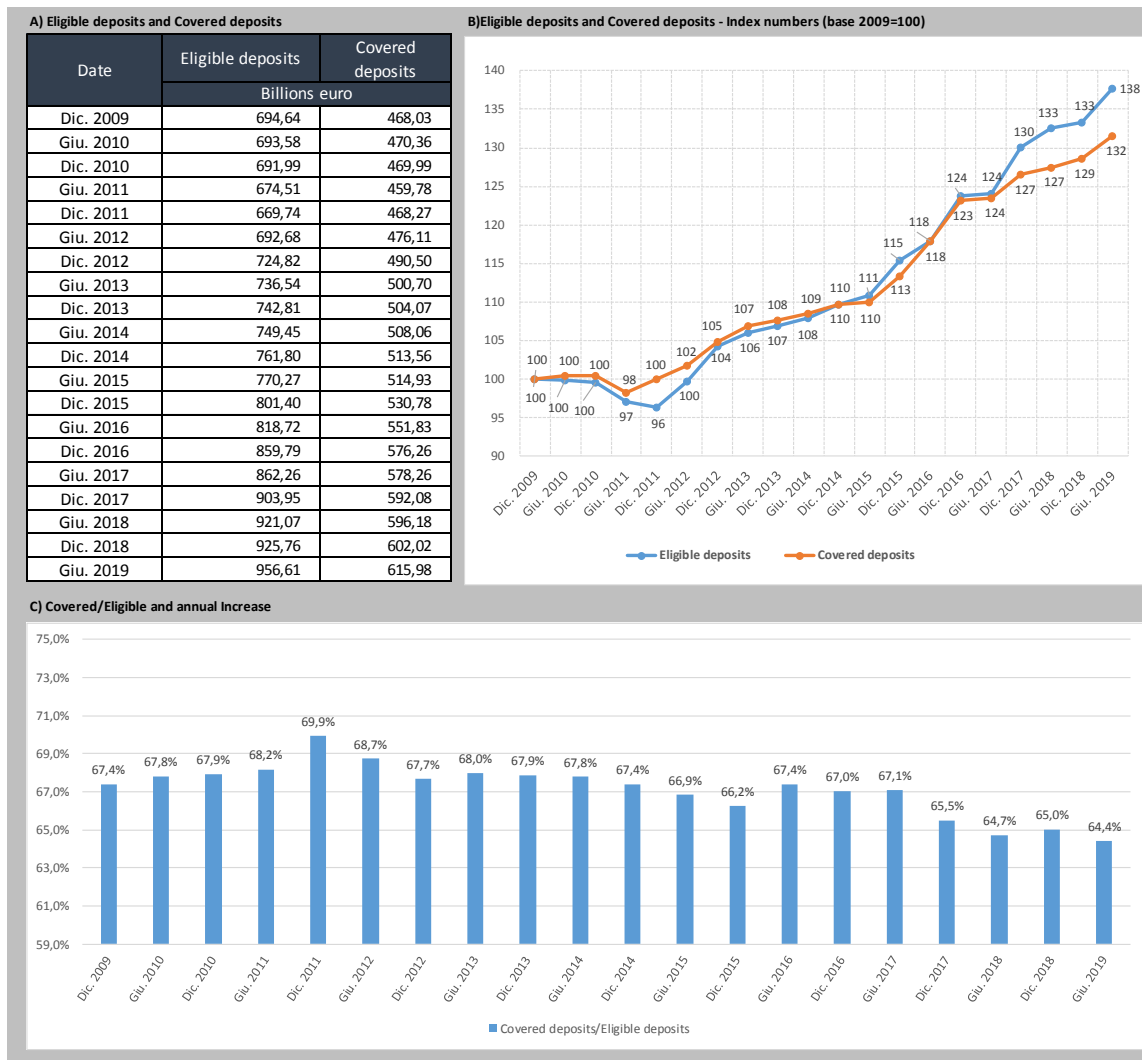 A) Eligible deposits and Covered deposits
Date Eligible deposits Covered deposits
Billions euro
Dic. 2009 694,64 468,03
Giu. 2010 693,58 470,36
Dic. 2010 691,99 469,99
Giu. 2011 674,51 459,78
Dic. 2011 669,74 468,27
Giu. 2012 692,68 476,11
Dic. 2012 724,82 490,50
Giu. 2013 736,54 500,70
Dic. 2013 742,81 504,07
Giu. 2014 749,45 508,06
Dic. 2014 761,80 513,56
Giu. 2015 770,27 514,93
Dic. 2015 801,40 530,78
Giu. 2016 818,72 551,83
Dic. 2016 859,79 576,26
Giu. 2017 862,26 578,26
Dic. 2017 903,95 592,08
Giu. 2018 921,07 596,18
Dic. 2018 925,76 602,02
Giu. 2019 956,61 615,98
B)Eligible deposits and Covered deposits - Index numbers (base 2009=100)
140
135
130
125
120
115
110
105
100
95
90
100 100 100 97 96 100 104 106 107 108 110 111 115 118 124 124 130 133 133 138
100 100 100 98 100 102 105 107 108 109 110 110 113 118 123 124 127 127 129 132
Dic. 2009 Giu. 2010 Dic. 2010 Giu. 2011 Dic. 2011 Giu. 2012 Dic. 2012 Giu. 2013 Dic. 2013 Giu. 2014 Dic. 2014 Giu. 2015 Dic. 2015 Giu. 2016 Dic. 2016 Giu. 2017 Dic. 2017 Giu. 2018 Dic. 2018 Giu. 2019
Eligible deposits Covered deposits
C) Covered/Eligible and annual Increase
75,0%
73,0%
71,0%
69,0%
67,0%
65,0%
63,0%
61,0%
59,0%
67,4% 67,8% 67,9% 68,2% 69,9% 68,7% 67,7% 68,0% 67,9% 67,8% 67,4% 66,9% 66,2% 67,4% 67,0% 67,1% 65,5% 64,7% 65,0% 64,4%
Dic. 2009 Giu. 2010 Dic. 2010 Giu. 2011 Dic. 2011 Giu. 2012 Dic. 2012 Giu. 2013 Dic. 2013 Giu. 2014 Dic. 2014 Giu. 2015 Dic. 2015 Giu. 2016 Dic. 2016 Giu. 2017 Dic. 2017 Giu. 2018 Dic. 2018 Giu. 2019
Covered deposits/Eligible deposits